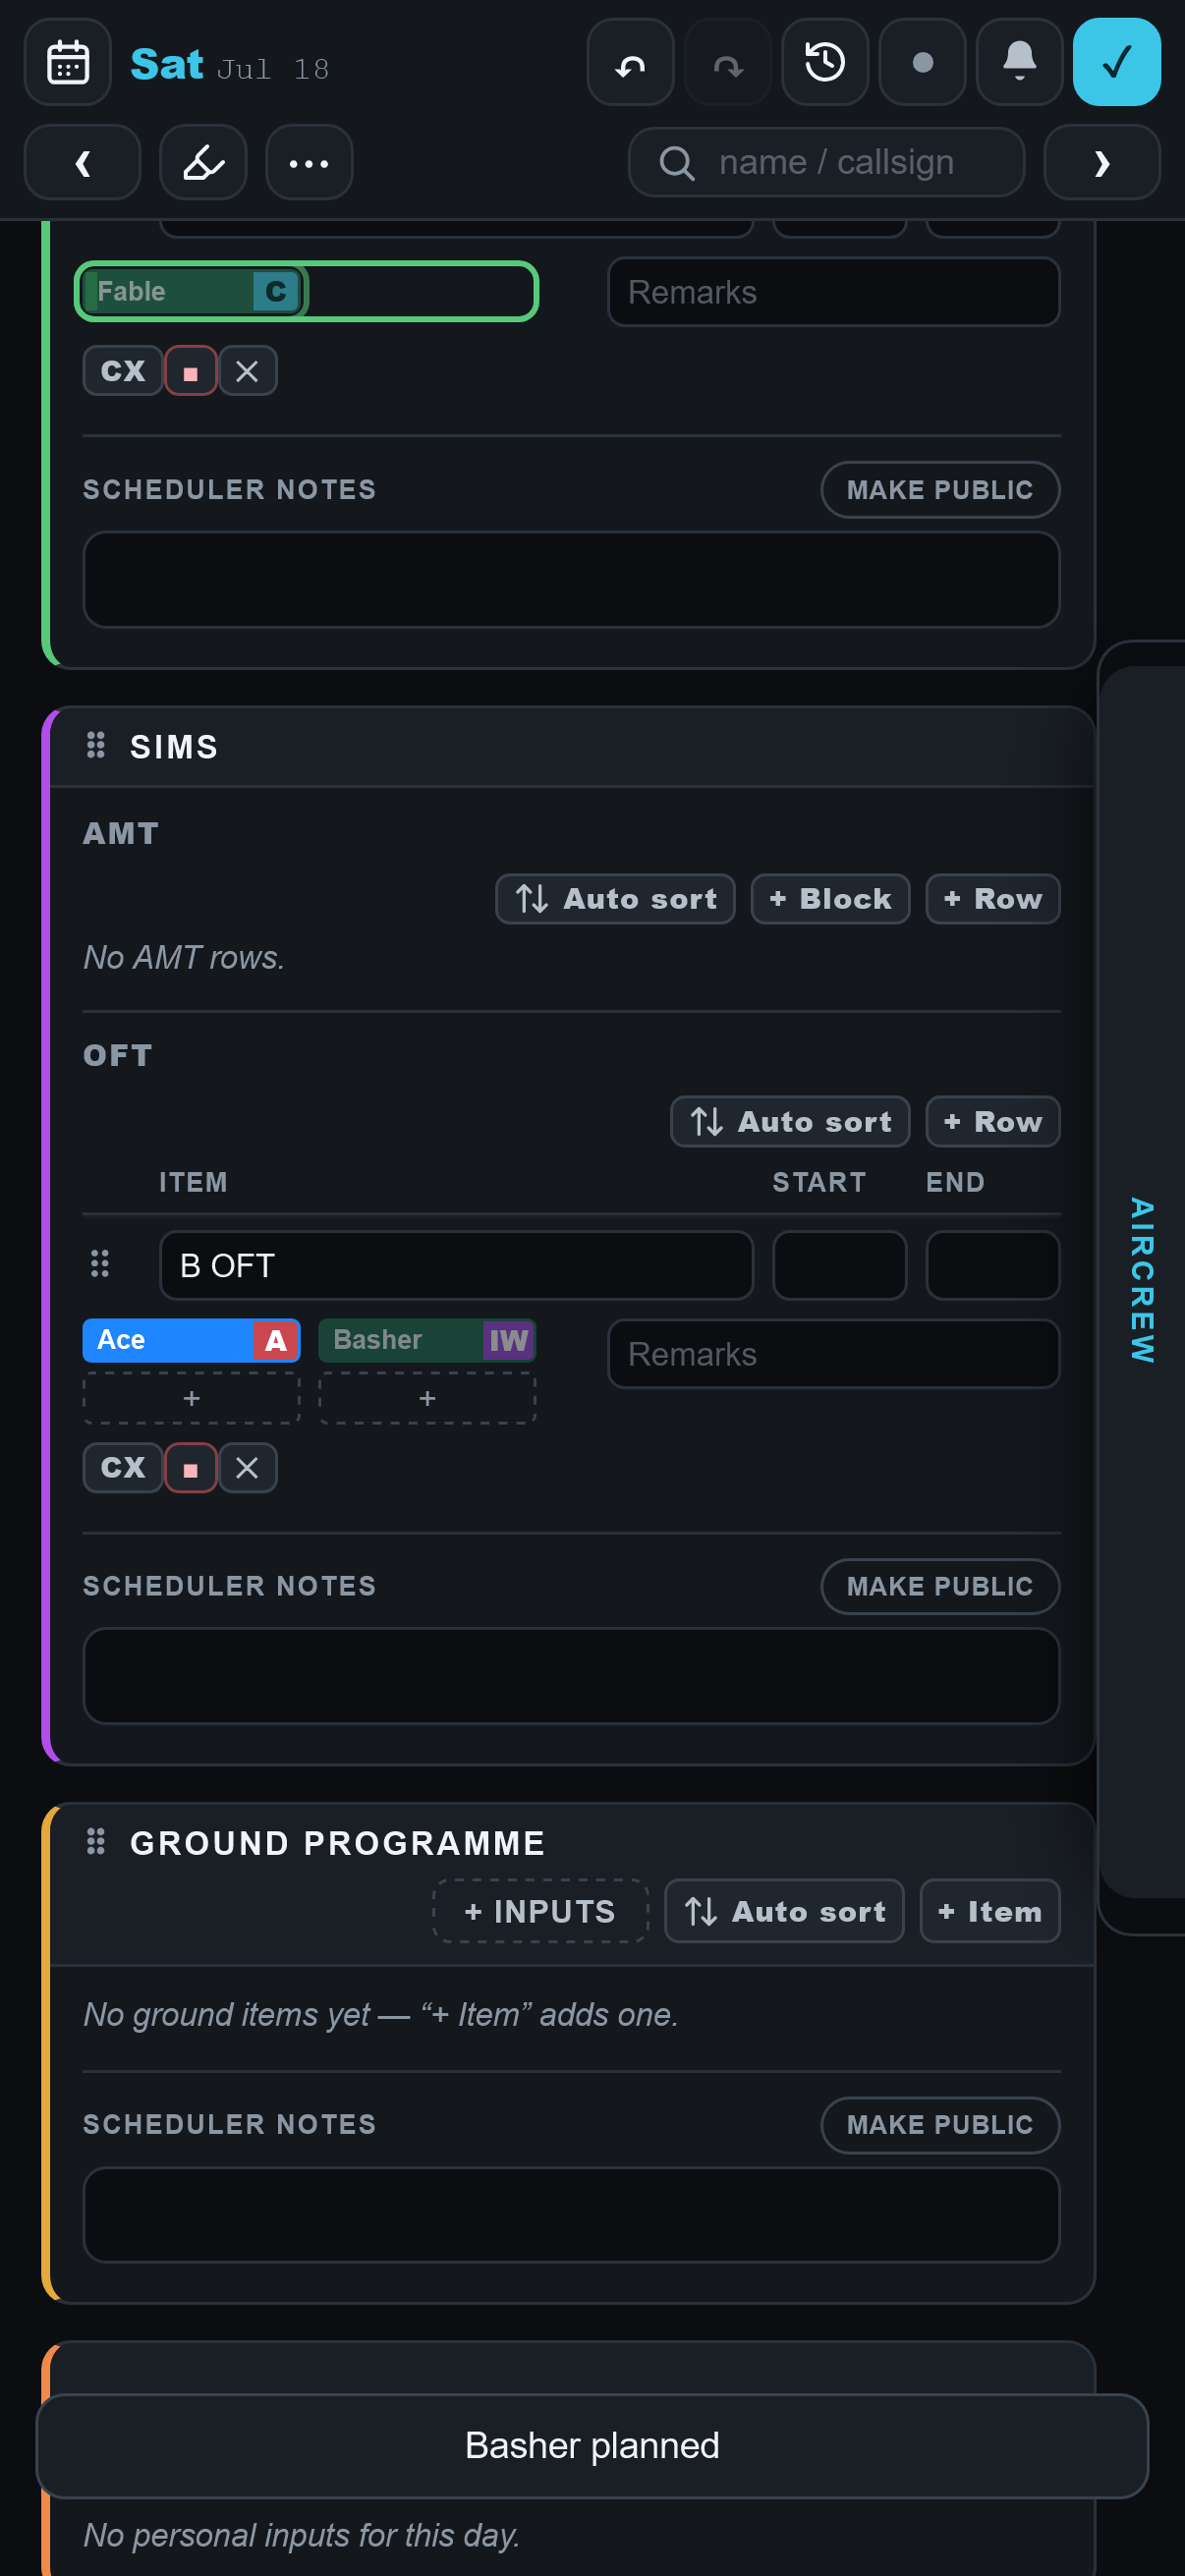 Sat Jul 18
name / callsign
Fable C
Remarks
CX
SCHEDULER NOTES
MAKE PUBLIC
SIMS
AMT
Auto sort
+ Block
+ Row
No AMT rows.
OFT
Auto sort
+ Row
ITEM START END
B OFT
Ace A
Basher IW
Remarks
+
+
CX
SCHEDULER NOTES
MAKE PUBLIC
AIRCREW
GROUND PROGRAMME
+ INPUTS
Auto sort
+ Item
No ground items yet — “+ Item” adds one.
SCHEDULER NOTES
MAKE PUBLIC
Basher planned
No personal inputs for this day.